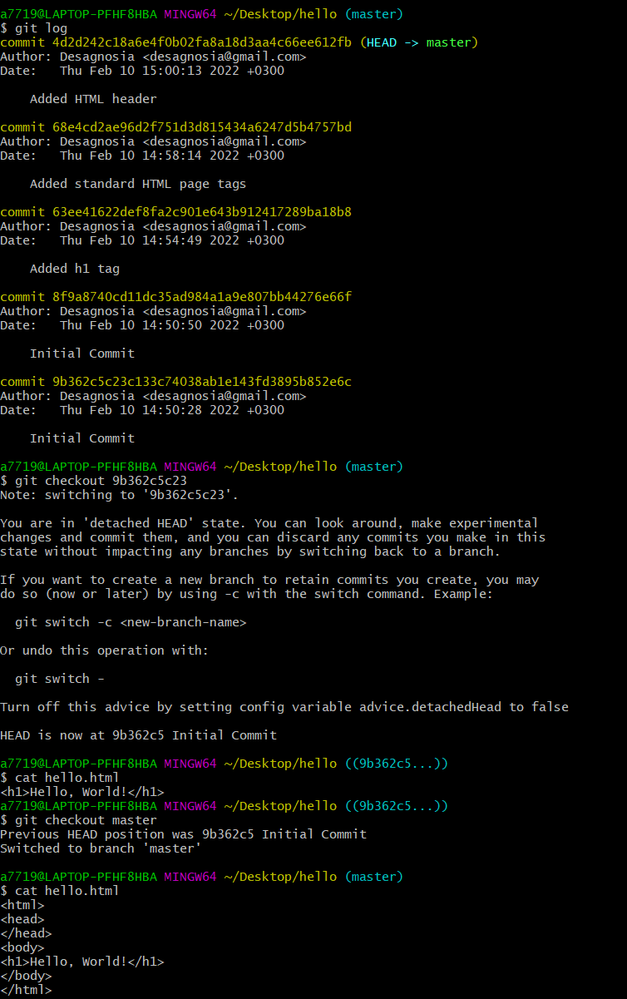 a7719@LAPTOP-PFHF8HBA MINGW64 ~/Desktop/hello (master)
$ git log
commit 4d2d242c18a6e4f0b02fa8a18d3aa4c66ee612fb (HEAD -> master)
Author: Desagnosia <desagnosia@gmail.com>
Date:   Thu Feb 10 15:00:13 2022 +0300

    Added HTML header

commit 68e4cd2ae96d2f751d3d815434a6247d5b4757bd
Author: Desagnosia <desagnosia@gmail.com>
Date:   Thu Feb 10 14:58:14 2022 +0300

    Added standard HTML page tags

commit 63ee41622def8fa2c901e643b912417289ba18b8
Author: Desagnosia <desagnosia@gmail.com>
Date:   Thu Feb 10 14:54:49 2022 +0300

    Added h1 tag

commit 8f9a8740cd11dc35ad984a1a9e807bb44276e66f
Author: Desagnosia <desagnosia@gmail.com>
Date:   Thu Feb 10 14:50:50 2022 +0300

    Initial Commit

commit 9b362c5c23c133c74038ab1e143fd3895b852e6c
Author: Desagnosia <desagnosia@gmail.com>
Date:   Thu Feb 10 14:50:28 2022 +0300

    Initial Commit

a7719@LAPTOP-PFHF8HBA MINGW64 ~/Desktop/hello (master)
$ git checkout 9b362c5c23
Note: switching to '9b362c5c23'.

You are in 'detached HEAD' state. You can look around, make experimental
changes and commit them, and you can discard any commits you make in this
state without impacting any branches by switching back to a branch.

If you want to create a new branch to retain commits you create, you may
do so (now or later) by using -c with the switch command. Example:

  git switch -c <new-branch-name>

Or undo this operation with:

  git switch -

Turn off this advice by setting config variable advice.detachedHead to false

HEAD is now at 9b362c5 Initial Commit

a7719@LAPTOP-PFHF8HBA MINGW64 ~/Desktop/hello ((9b362c5...))
$ cat hello.html
<h1>Hello, World!</h1>
a7719@LAPTOP-PFHF8HBA MINGW64 ~/Desktop/hello ((9b362c5...))
$ git checkout master
Previous HEAD position was 9b362c5 Initial Commit
Switched to branch 'master'

a7719@LAPTOP-PFHF8HBA MINGW64 ~/Desktop/hello (master)
$ cat hello.html
<html>
<head>
</head>
<body>
<h1>Hello, World!</h1>
</body>
</html>